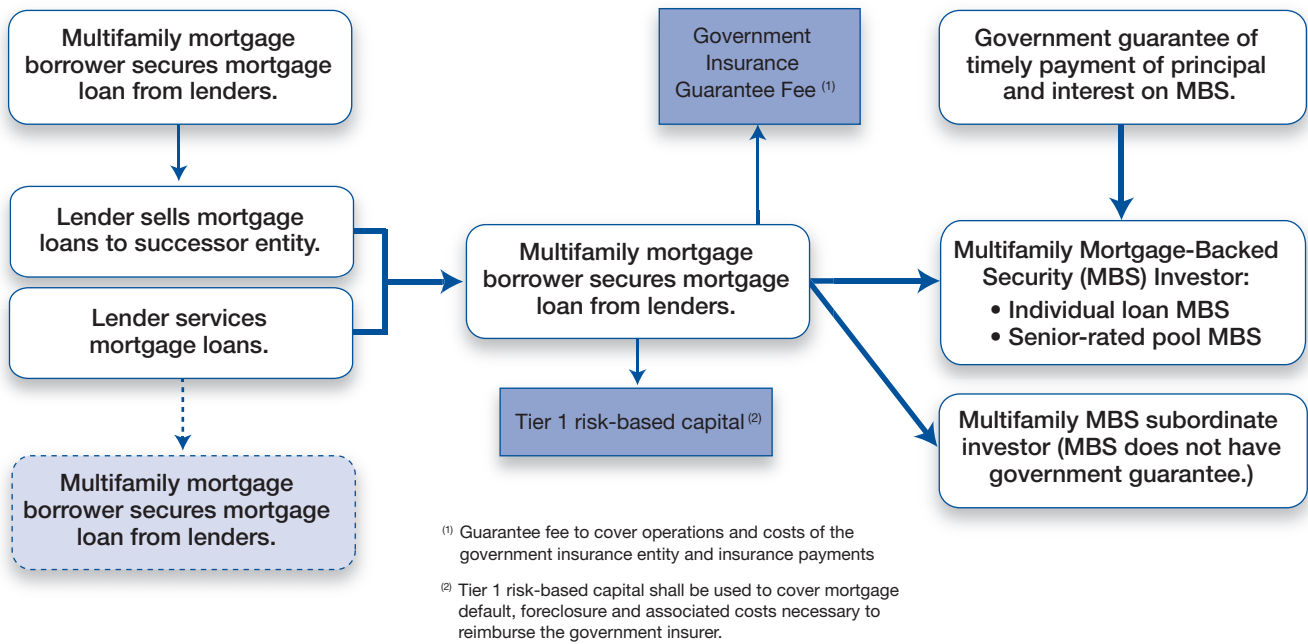 Multifamily mortgage
borrower secures mortgage
loan from lenders.
Lender sells mortgage
loans to successor entity.
Lender services
mortgage loans.
Multifamily mortgage
borrower secures mortgage
loan from lenders.
Government
Insurance
Guarantee Fee (1)
Multifamily mortgage
borrower secures mortgage
loan from lenders.
Tier 1 risk-based capital (2)
Government guarantee of
timely payment of principal
and interest on MBS.
Multifamily Mortgage-Backed
Security (MBS) Investor:
• Individual loan MBS
• Senior-rated pool MBS
Multifamily MBS subordinate
investor (MBS does not have
government guarantee.)
(1) Guarantee fee to cover operations and costs of the
government insurance entity and insurance payments
(2) Tier 1 risk-based capital shall be used to cover mortgage
default, foreclosure and associated costs necessary to
reimburse the government insurer.